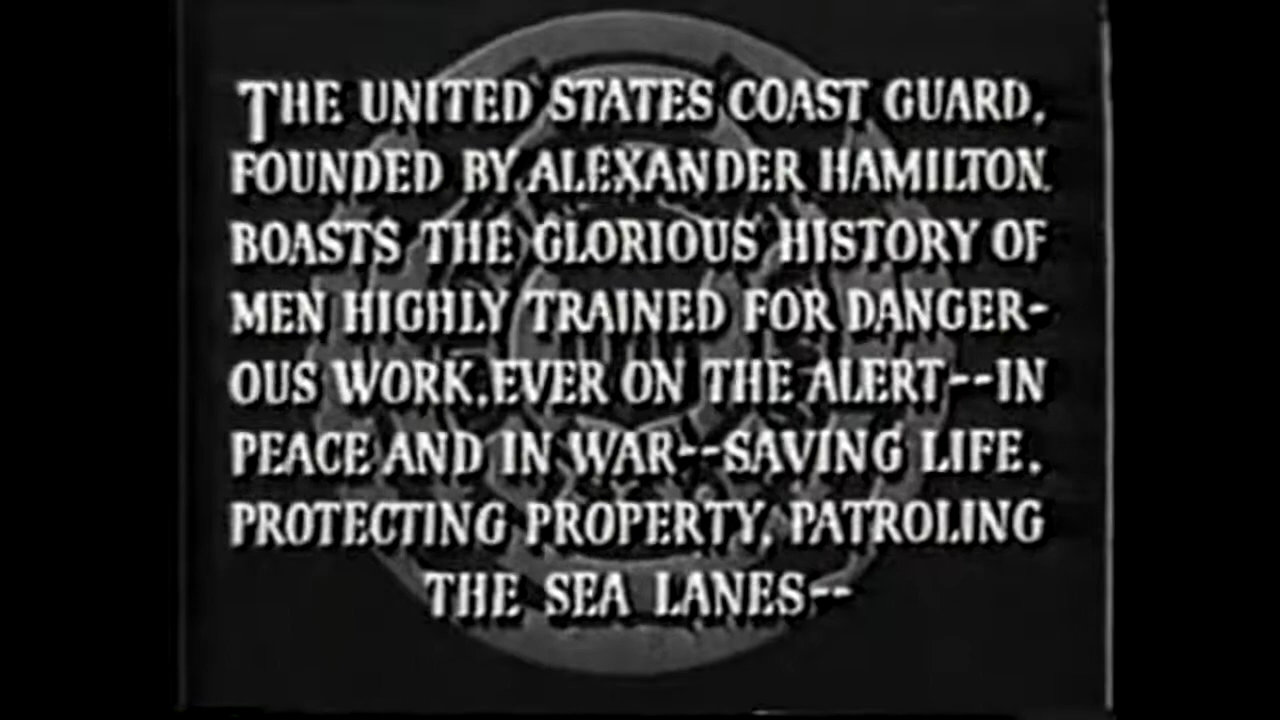 THE UNITED STATES COAST GUARD,
FOUNDED BY ALEXANDER HAMILTON,
BOASTS THE GLORIOUS HISTORY OF
MEN HIGHLY TRAINED FOR DANGER-
OUS WORK, EVER ON THE ALERT--IN
PEACE AND IN WAR--SAVING LIFE,
PROTECTING PROPERTY, PATROLING
THE SEA LANES--